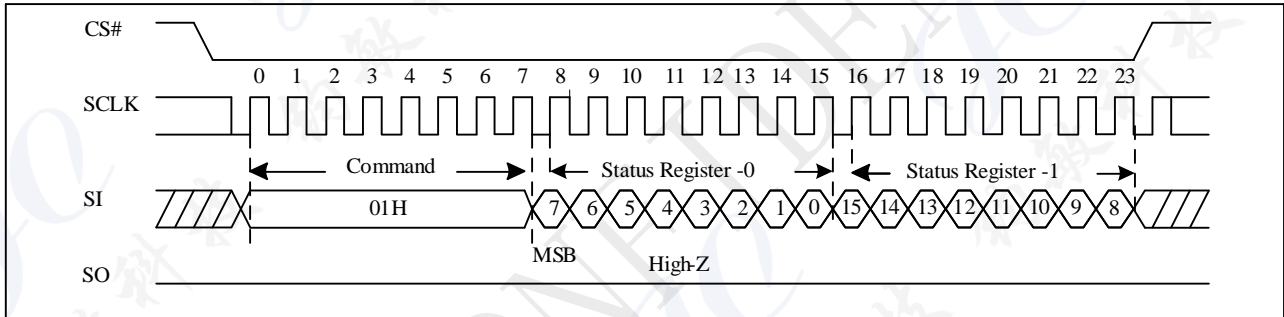 CS#
0 1 2 3 4 5 6 7 8 9 10 11 12 13 14 15 16 17 18 19 20 21 22 23
SCLK
Command Status Register -0 Status Register -1
SI
01H 7 6 5 4 3 2 1 0 15 14 13 12 11 10 9 8
MSB High-Z
SO